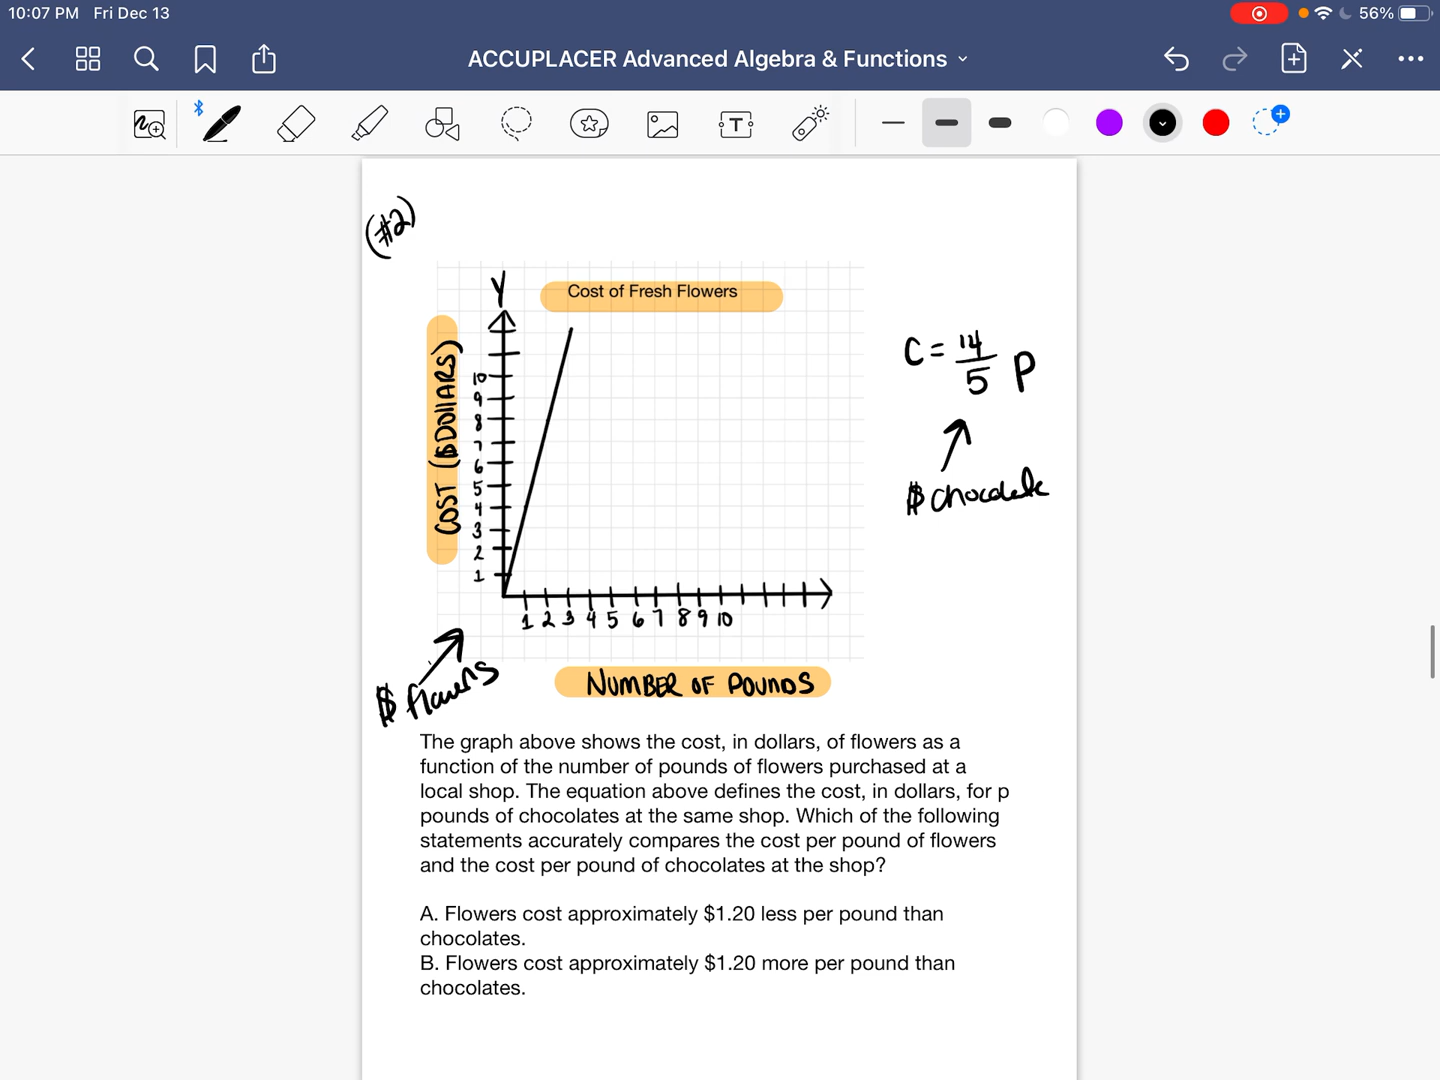 10:07 PM Fri Dec 13
56%
ACCUPLACER Advanced Algebra & Functions
T
(#2)
Y
Cost of Fresh Flowers
COST ($DOLLARS)
10
9
8
7
6
5
4
3
2
1
1 2 3 4 5 6 7 8 9 10
NUMBER OF POUNDS
$ flowers
C = 14/5 P
$ chocolate
The graph above shows the cost, in dollars, of flowers as a
function of the number of pounds of flowers purchased at a
local shop. The equation above defines the cost, in dollars, for p
pounds of chocolates at the same shop. Which of the following
statements accurately compares the cost per pound of flowers
and the cost per pound of chocolates at the shop?
A. Flowers cost approximately $1.20 less per pound than
chocolates.
B. Flowers cost approximately $1.20 more per pound than
chocolates.